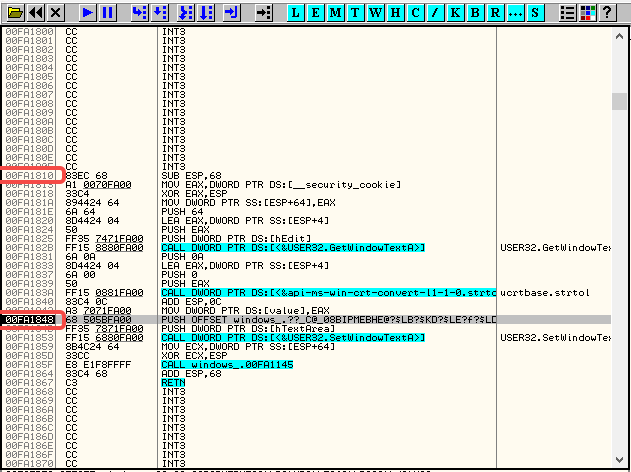 L E M T W H C / K B R ... S ?
00FA1800 CC INT3
00FA1801 CC INT3
00FA1802 CC INT3
00FA1803 CC INT3
00FA1804 CC INT3
00FA1805 CC INT3
00FA1806 CC INT3
00FA1807 CC INT3
00FA1808 CC INT3
00FA1809 CC INT3
00FA180A CC INT3
00FA180B CC INT3
00FA180C CC INT3
00FA180D CC INT3
00FA180E CC INT3
00FA180F CC INT3
00FA1810 83EC 68 SUB ESP,68
00FA1813 A1 0070FA00 MOV EAX,DWORD PTR DS:[__security_cookie]
00FA1818 33C4 XOR EAX,ESP
00FA181A 894424 64 MOV DWORD PTR SS:[ESP+64],EAX
00FA181E 6A 64 PUSH 64
00FA1820 8D4424 04 LEA EAX,DWORD PTR SS:[ESP+4]
00FA1824 50 PUSH EAX
00FA1825 FF35 7471FA00 PUSH DWORD PTR DS:[hEdit]
00FA182B FF15 8880FA00 CALL DWORD PTR DS:[<&USER32.GetWindowTextA>] USER32.GetWindowTex
00FA1831 6A 0A PUSH 0A
00FA1833 8D4424 04 LEA EAX,DWORD PTR SS:[ESP+4]
00FA1837 6A 00 PUSH 0
00FA1839 50 PUSH EAX
00FA183A FF15 0881FA00 CALL DWORD PTR DS:[<&api-ms-win-crt-convert-l1-1-0.strto ucrtbase.strtol
00FA1840 83C4 0C ADD ESP,0C
00FA1843 A3 7071FA00 MOV DWORD PTR DS:[value],EAX
00FA1848 68 505BFA00 PUSH OFFSET windows_.??_C@_08BIPMEBHE@?$LB?$KD?$LE?f?$LD
00FA184D FF35 7871FA00 PUSH DWORD PTR DS:[hTextArea]
00FA1853 FF15 6880FA00 CALL DWORD PTR DS:[<&USER32.SetWindowTextA>] USER32.SetWindowTex
00FA1859 8B4C24 64 MOV ECX,DWORD PTR SS:[ESP+64]
00FA185D 33CC XOR ECX,ESP
00FA185F E8 E1F8FFFF CALL windows_.00FA1145
00FA1864 83C4 68 ADD ESP,68
00FA1867 C3 RETN
00FA1868 CC INT3
00FA1869 CC INT3
00FA186A CC INT3
00FA186B CC INT3
00FA186C CC INT3
00FA186D CC INT3
00FA186E CC INT3
00FA186F CC INT3
00FA1870 CC INT3